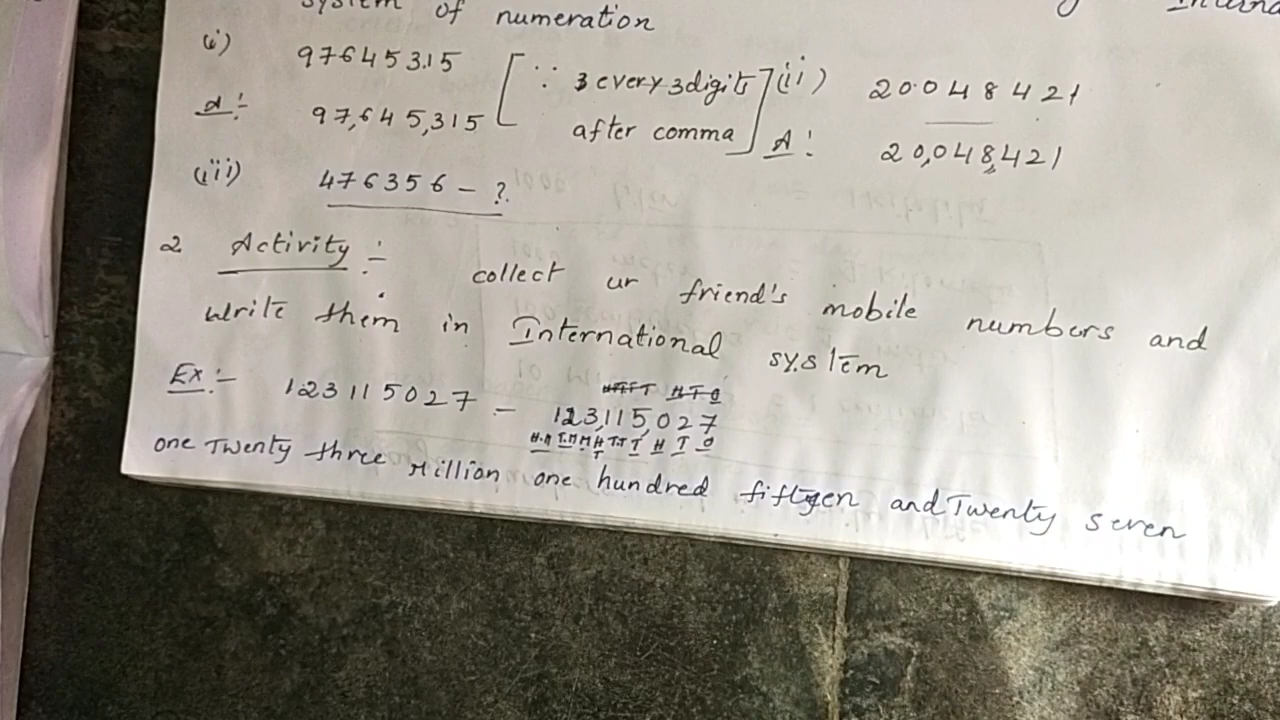 system of numeration
(i) 97645315 [∵ 3 every 3 digits] (ii) 20048421
A:- 97,645,315 after comma A: 20,048,421
(iii) 476356 - ?
2 Activity :- collect ur friend's mobile numbers and
write them in International system
Ex:- 123115027 - 123,115,027
H.M T.M M H.T T.T T H T O
one Twenty three Million one hundred fifteen and Twenty seven